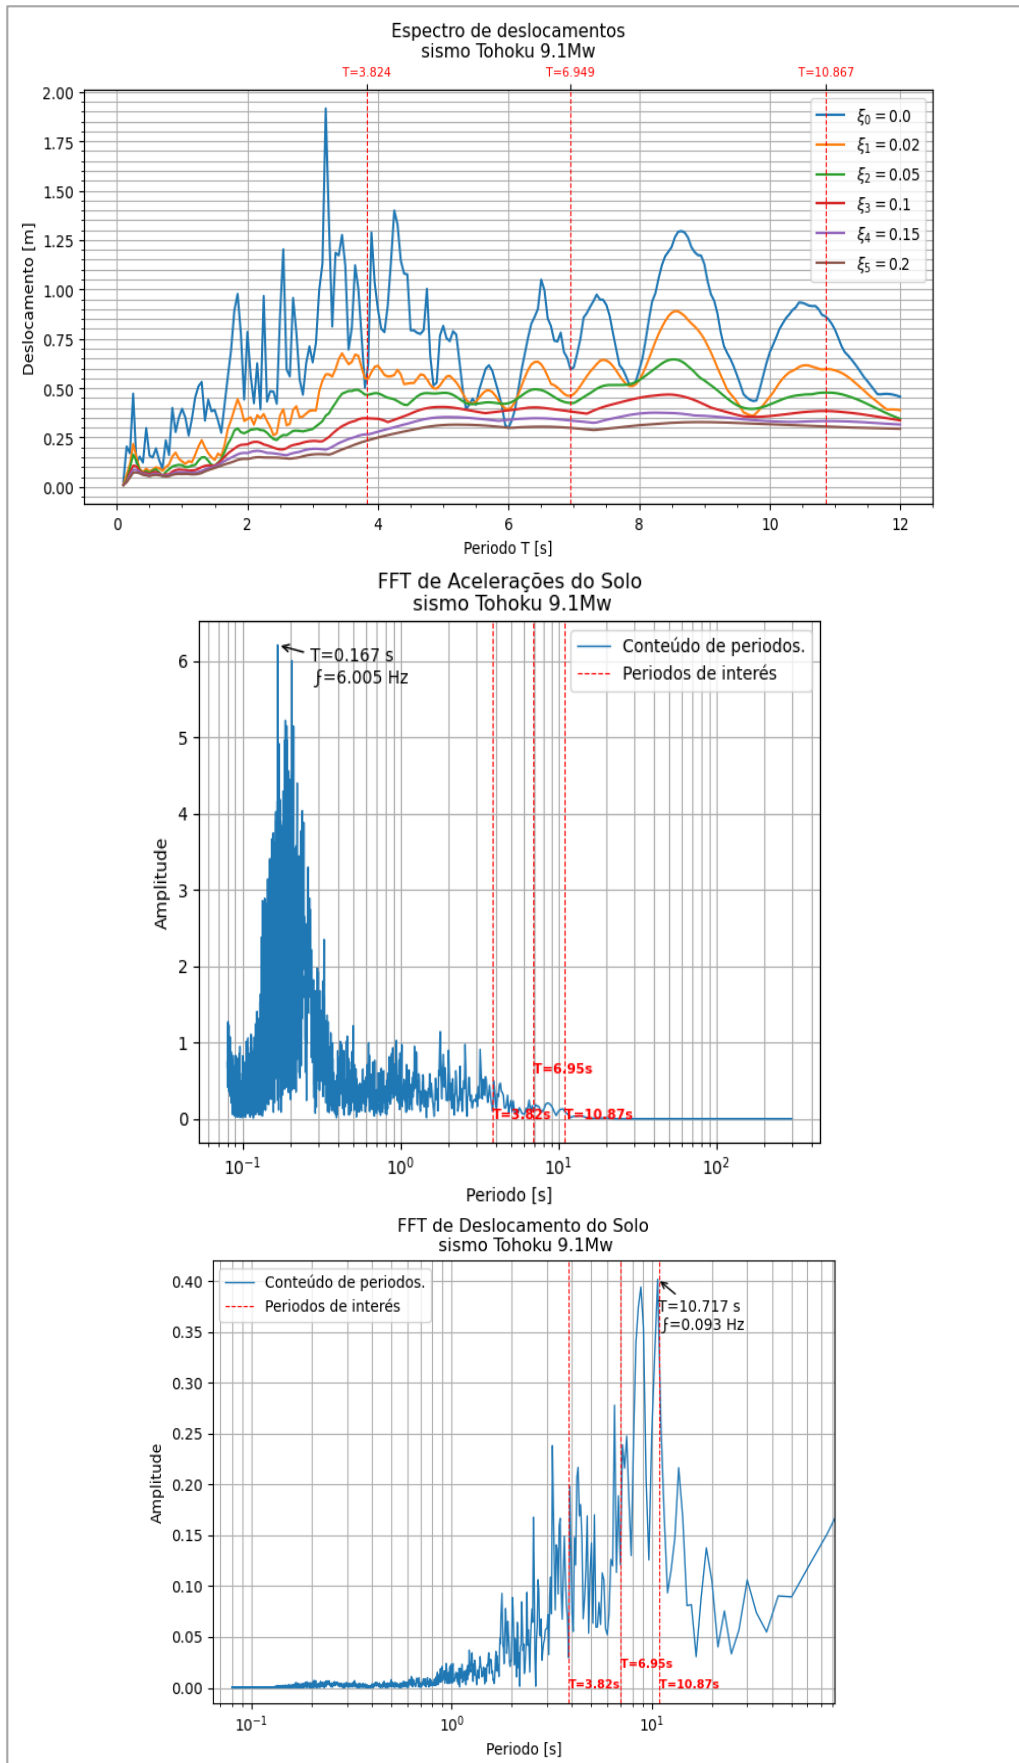 Espectro de deslocamentos
sismo Tohoku 9.1Mw
T=3.824 T=6.949 T=10.867
2.00
1.75
1.50
1.25
1.00
0.75
0.50
0.25
0.00
Deslocamento [m]
ξ0 = 0.0
ξ1 = 0.02
ξ2 = 0.05
ξ3 = 0.1
ξ4 = 0.15
ξ5 = 0.2
0 2 4 6 8 10 12
Periodo T [s]
FFT de Acelerações do Solo
sismo Tohoku 9.1Mw
Conteúdo de periodos.
Periodos de interés
T=0.167 s
ƒ=6.005 Hz
6
5
4
3
2
1
0
Amplitude
T=6.95s
T=3.82s T=10.87s
10⁻¹ 10⁰ 10¹ 10²
Periodo [s]
FFT de Deslocamento do Solo
sismo Tohoku 9.1Mw
Conteúdo de periodos.
Periodos de interés
T=10.717 s
ƒ=0.093 Hz
0.40
0.35
0.30
0.25
0.20
0.15
0.10
0.05
0.00
Amplitude
T=6.95s
T=3.82s T=10.87s
10⁻¹ 10⁰ 10¹
Periodo [s]